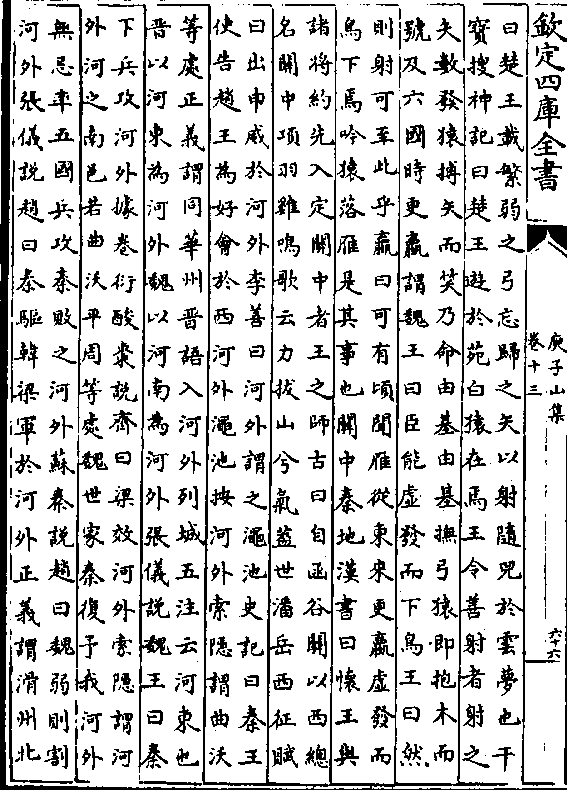 欽定四庫全書
庾子山集
卷十三
六十六
曰楚王載繁弱之弓忘歸之矢以射隨兕於雲夢也干
寶搜神記曰楚王遊於苑白猿在焉王令善射者射之
矢數發猿搏矢而笑乃命由基由基撫弓猿即抱木而
號及六國時更羸謂魏王曰臣能虛發而下鳥王曰然
則射可至此乎羸曰可有頃聞雁從東來更羸虛發而
鳥下焉吟猿落雁是其事也關中秦地漢書曰懷王與
諸將約先入定關中者王之師古曰自函谷關以西總
名關中項羽雖鳴歌云力拔山兮氣蓋世潘岳西征賦
曰出申威於河外李善曰河外謂之澠池史記曰秦王
使告趙王為好會於西河外澠池按河外索隱謂曲沃
等處正義謂同華州晉語入河外列城五注云河東也
晉以河東為河外魏以河南為河外張儀說魏王曰秦
下兵攻河外據卷衍酸棗說齊曰梁效河外索隱謂河
外河之南邑若曲沃平周等處魏世家秦復予我河外
無忌率五國兵攻秦敗之河外蘇秦說趙曰魏弱則割
河外張儀說趙曰秦驅韓梁軍於河外正義謂滑州北